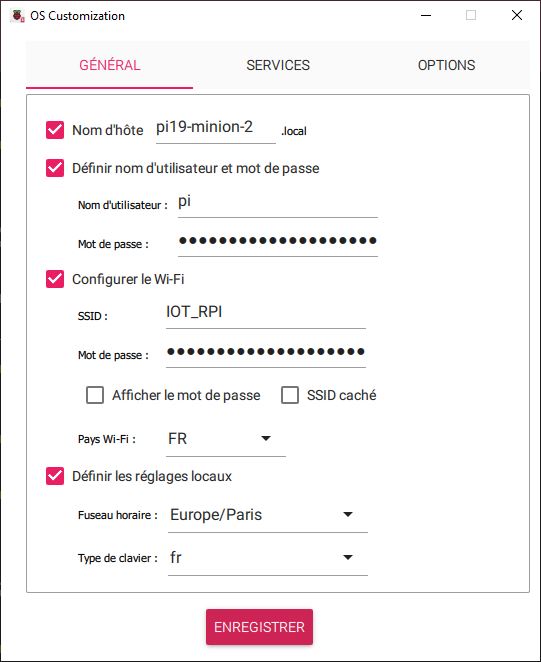 OS Customization
GÉNÉRAL SERVICES OPTIONS
Nom d'hôte pi19-minion-2 .local
Définir nom d'utilisateur et mot de passe
Nom d'utilisateur : pi
Mot de passe : ••••••••••••••••••••
Configurer le Wi-Fi
SSID : IOT_RPI
Mot de passe : ••••••••••••••••••••
Afficher le mot de passe SSID caché
Pays Wi-Fi : FR
Définir les réglages locaux
Fuseau horaire : Europe/Paris
Type de clavier : fr
ENREGISTRER